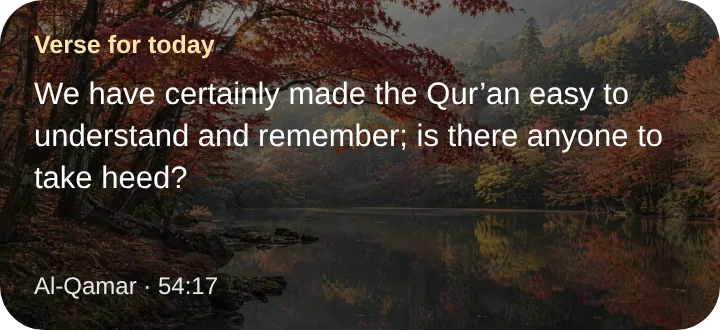 Verse for today
We have certainly made the Qur’an easy to
understand and remember; is there anyone to
take heed?
Al-Qamar · 54:17